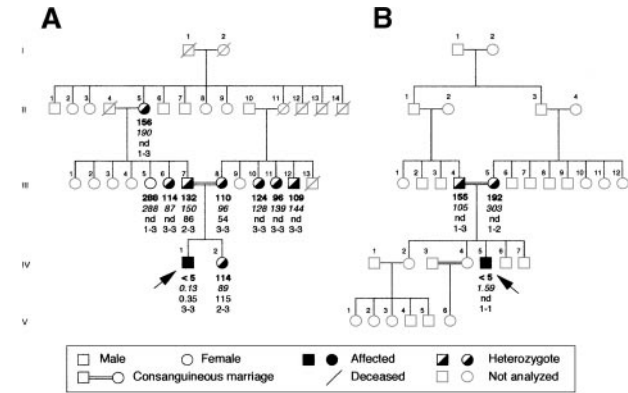 A B
1 2 1 2
I
1 2 3 4 5 6 7 8 9 10 11 12 13 14 1 2 3 4
II
156
190
nd
1-3
1 2 3 4 5 6 7 8 9 10 11 12 13 1 2 3 4 5 6 7 8 9 10 11 12
III
288 114 132 110 124 96 109 155 192
288 87 150 96 128 139 144 105 303
nd nd 86 54 nd nd nd nd nd
1-3 3-3 2-3 3-3 3-3 3-3 3-3 1-3 1-2
1 2 1 2 3 4 5 6 7
IV
< 5 114 < 5
0.13 89 1.59
0.35 115 nd
3-3 2-3 1-1
1 2 3 4 5 6
V
Male Female Affected Heterozygote
Consanguineous marriage Deceased Not analyzed